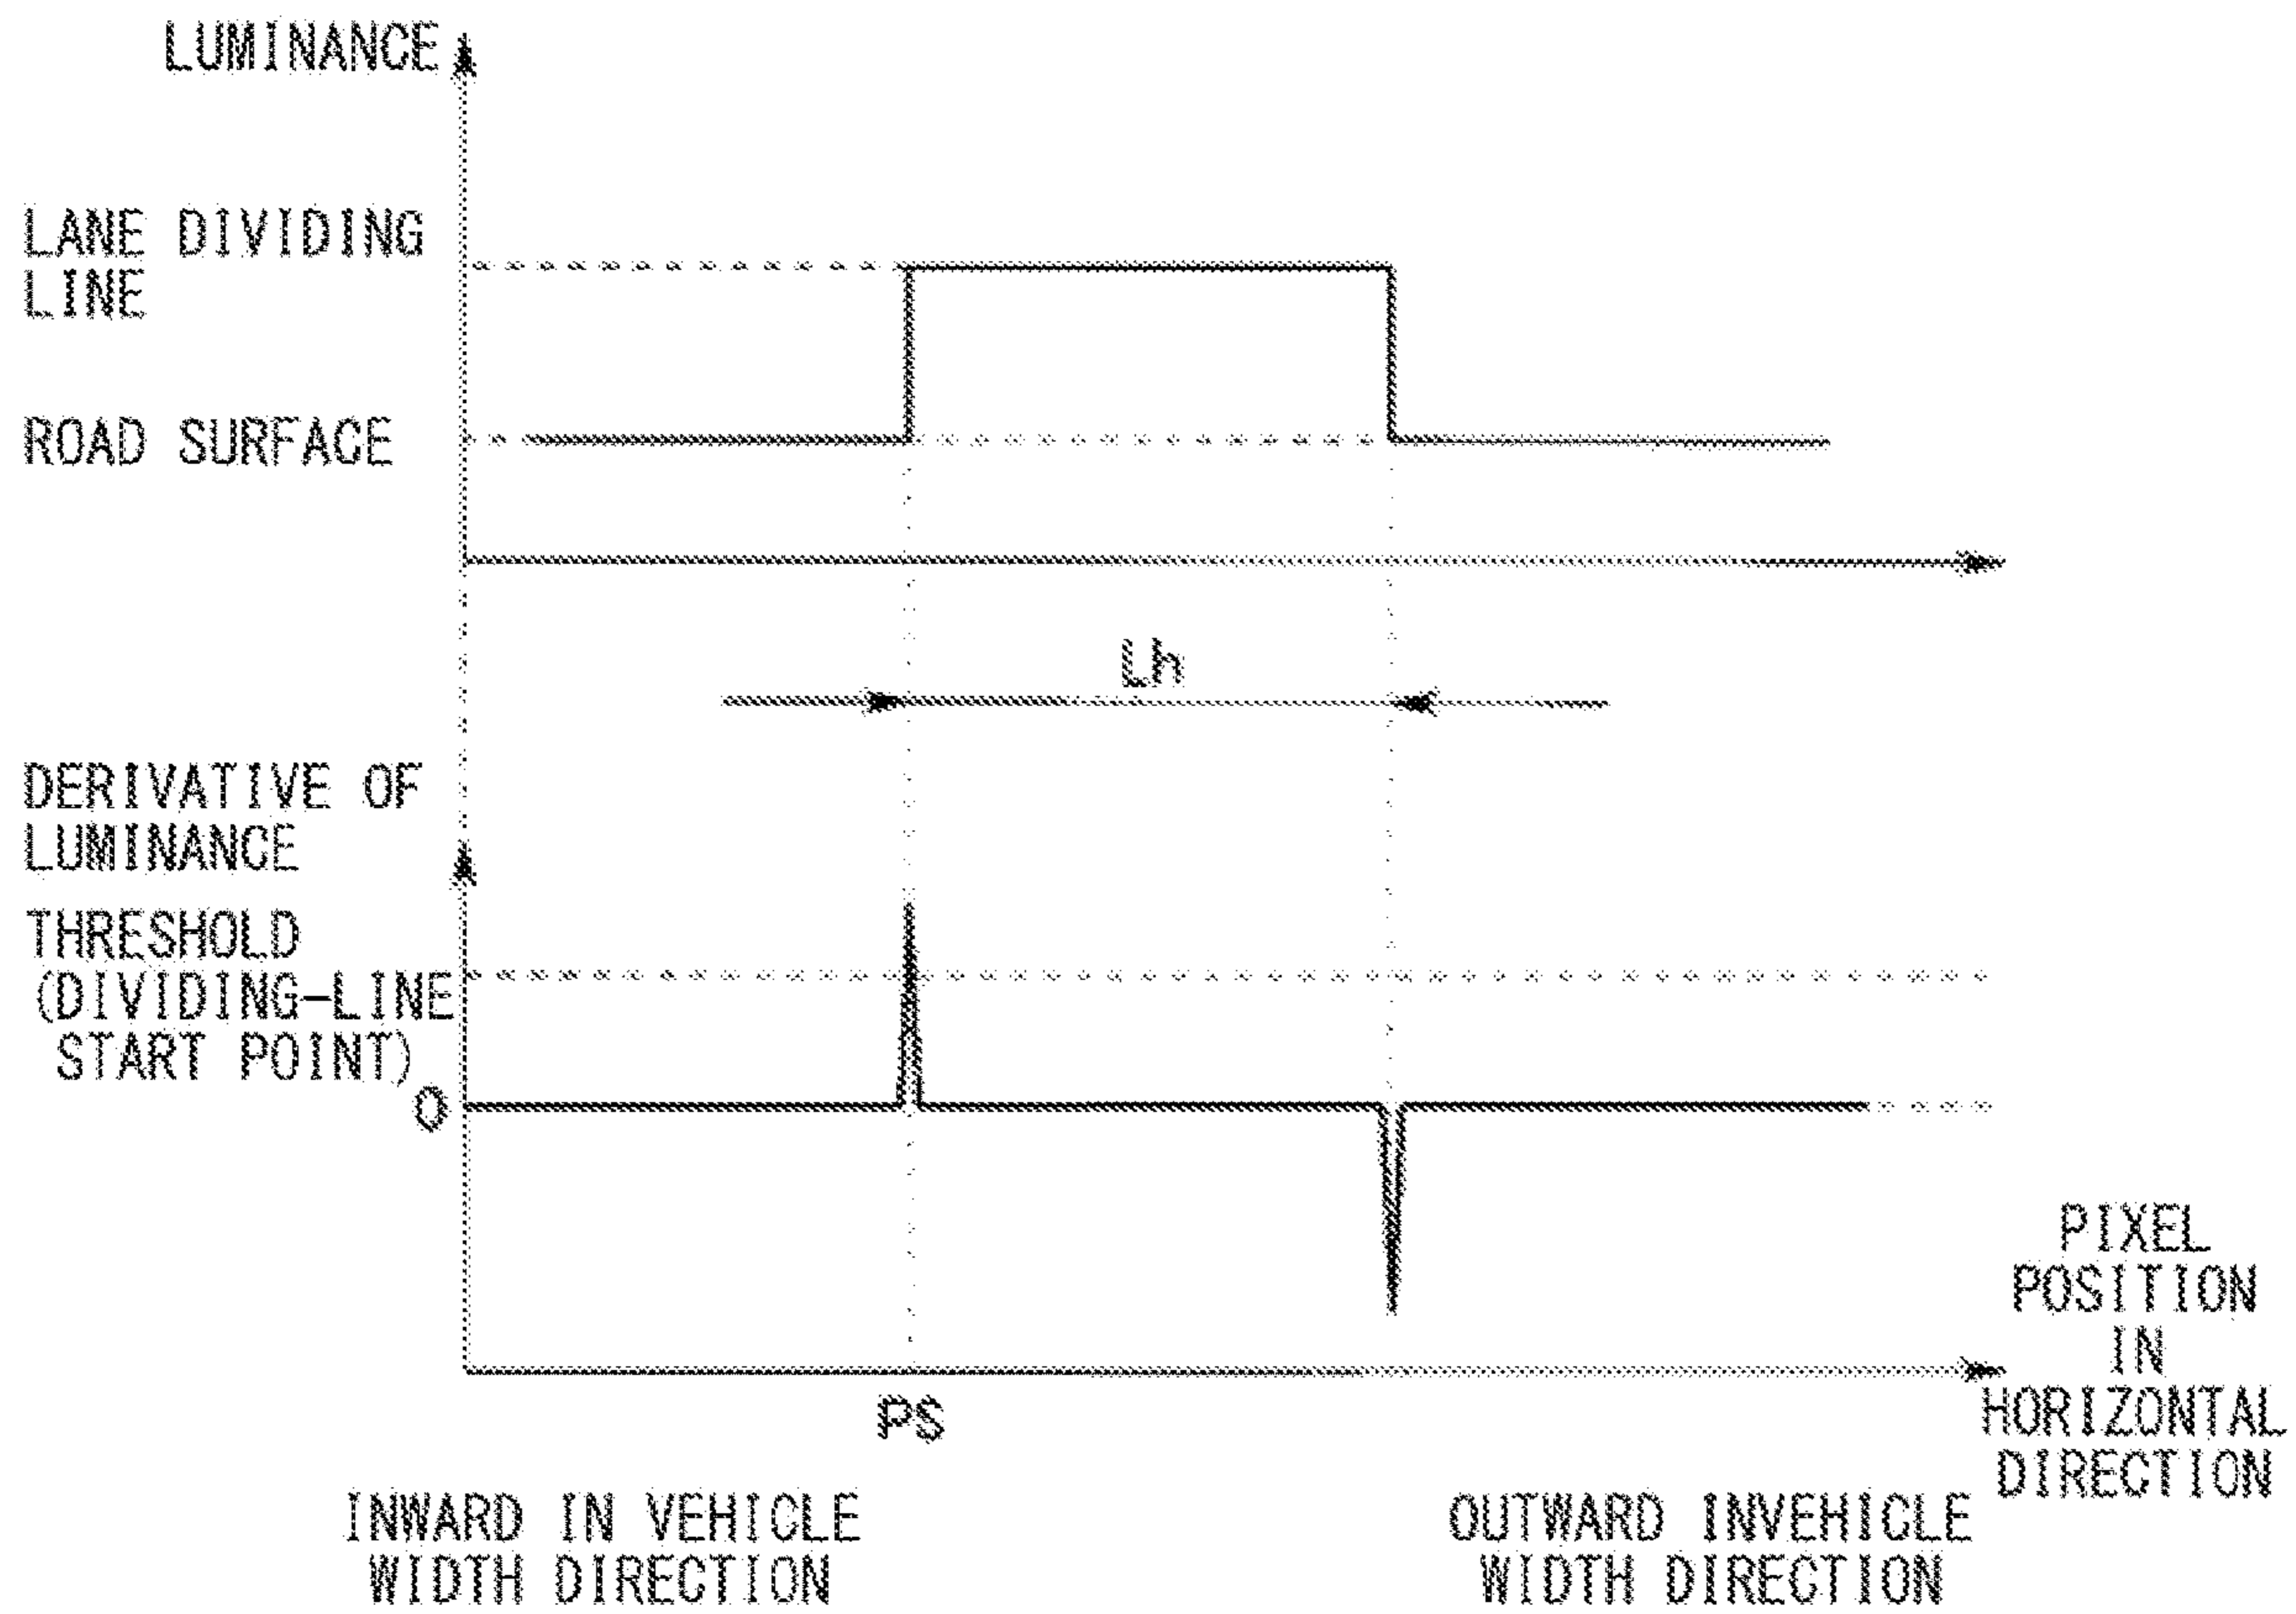 LUMINANCE
LANE DIVIDING
LINE
ROAD SURFACE
Lh
DERIVATIVE OF
LUMINANCE
THRESHOLD
(DIVIDING-LINE
START POINT)
0
PS
PIXEL
POSITION
IN
HORIZONTAL
DIRECTION
INWARD IN VEHICLE
WIDTH DIRECTION
OUTWARD INVEHICLE
WIDTH DIRECTION